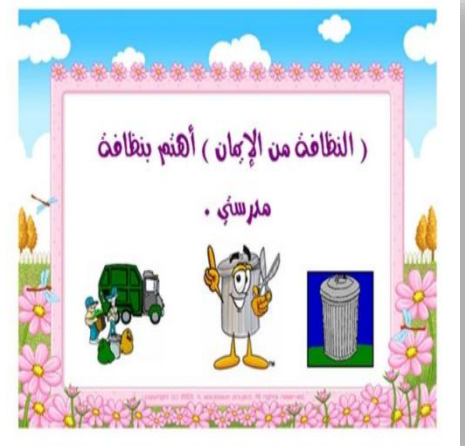 ( النظافة من الإيمان ) أهتم بنظافة
مدرستي .